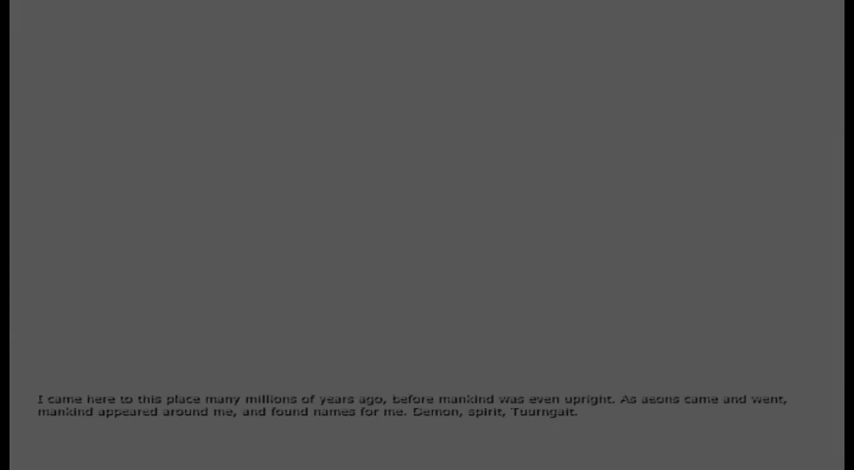 I came here to this place many millions of years ago, before mankind was even upright. As aeons came and went,
mankind appeared around me, and found names for me. Demon, spirit, Tuurngait.